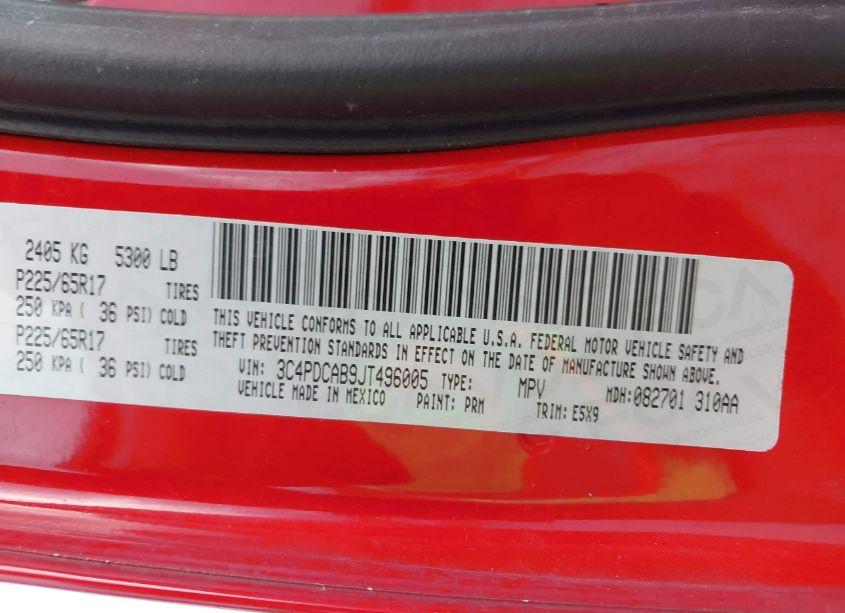 2405 KG 5300 LB
P225/65R17 TIRES
250 KPA ( 36 PSI) COLD
P225/65R17 TIRES
250 KPA ( 36 PSI) COLD
THIS VEHICLE CONFORMS TO ALL APPLICABLE U.S.A. FEDERAL MOTOR VEHICLE SAFETY AND
THEFT PREVENTION STANDARDS IN EFFECT ON THE DATE OF MANUFACTURE SHOWN ABOVE.
VIN: 3C4PDCAB9JT496005 TYPE: MPV MDH:082701 310AA
VEHICLE MADE IN MEXICO PAINT: PRM TRIM: E5X9